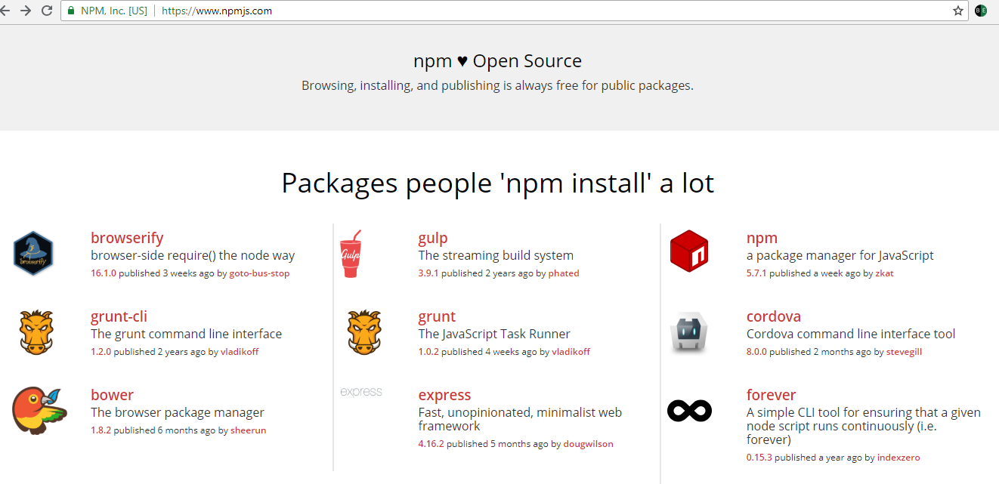 NPM, Inc. [US] https://www.npmjs.com
B E
npm ♥ Open Source
Browsing, installing, and publishing is always free for public packages.
Packages people 'npm install' a lot
browserify
browserify
browser-side require() the node way
16.1.0 published 3 weeks ago by goto-bus-stop
Gulp
gulp
The streaming build system
3.9.1 published 2 years ago by phated
n
npm
a package manager for JavaScript
5.7.1 published a week ago by zkat
grunt-cli
The grunt command line interface
1.2.0 published 2 years ago by vladikoff
grunt
The JavaScript Task Runner
1.0.2 published 4 weeks ago by vladikoff
cordova
Cordova command line interface tool
8.0.0 published 2 months ago by stevegill
bower
The browser package manager
1.8.2 published 6 months ago by sheerun
express
express
Fast, unopinionated, minimalist web
framework
4.16.2 published 5 months ago by dougwilson
forever
A simple CLI tool for ensuring that a given
node script runs continuously (i.e.
forever)
0.15.3 published a year ago by indexzero